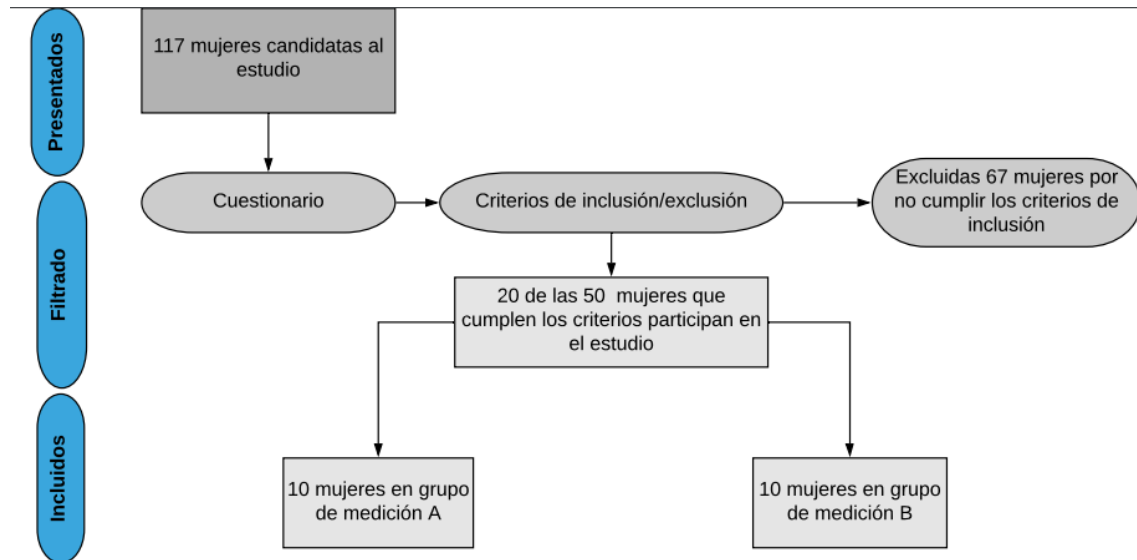 Presentados
117 mujeres candidatas al
estudio
Filtrado
Cuestionario
Criterios de inclusión/exclusión
Excluidas 67 mujeres por
no cumplir los criterios de
inclusión
20 de las 50 mujeres que
cumplen los criterios participan en
el estudio
Incluidos
10 mujeres en grupo
de medición A
10 mujeres en grupo
de medición B